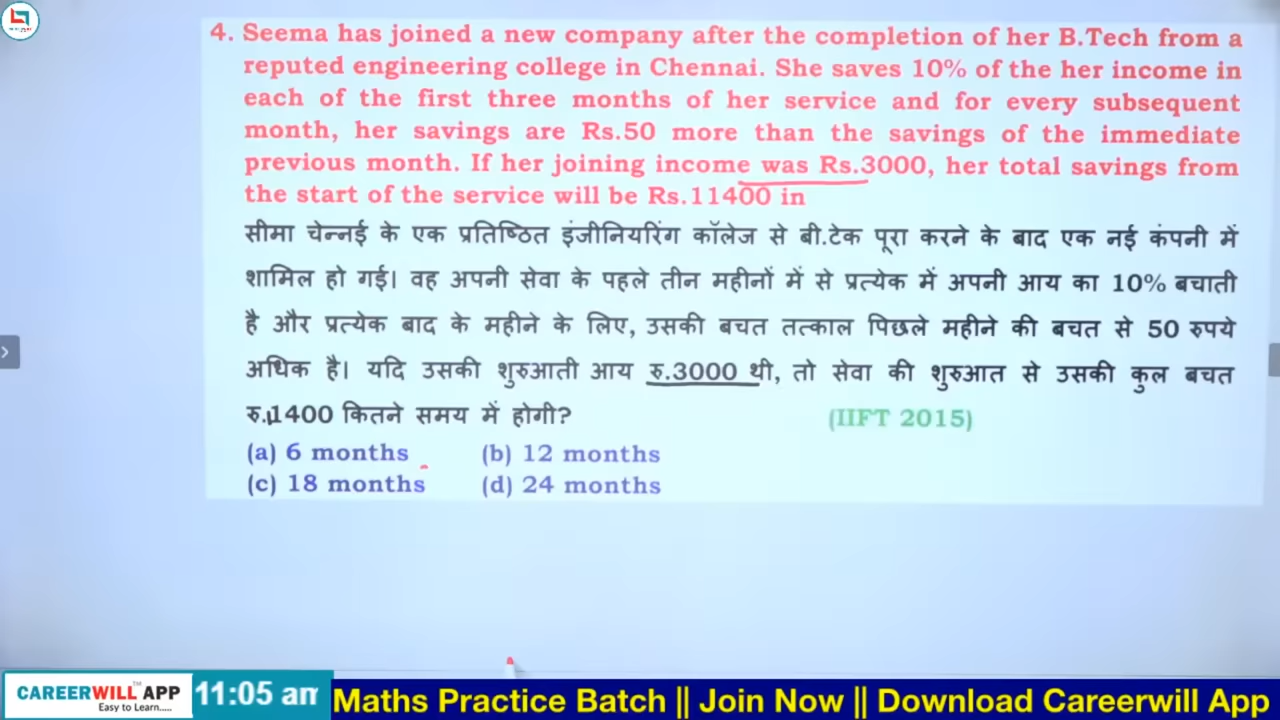 4. Seema has joined a new company after the completion of her B.Tech from a
reputed engineering college in Chennai. She saves 10% of the her income in
each of the first three months of her service and for every subsequent
month, her savings are Rs.50 more than the savings of the immediate
previous month. If her joining income was Rs.3000, her total savings from
the start of the service will be Rs.11400 in
सीमा चेन्नई के एक प्रतिष्ठित इंजीनियरिंग कॉलेज से बी.टेक पूरा करने के बाद एक नई कंपनी में
शामिल हो गई। वह अपनी सेवा के पहले तीन महीनों में से प्रत्येक में अपनी आय का 10% बचाती
है और प्रत्येक बाद के महीने के लिए, उसकी बचत तत्काल पिछले महीने की बचत से 50 रुपये
अधिक है। यदि उसकी शुरुआती आय रु.3000 थी, तो सेवा की शुरुआत से उसकी कुल बचत
रु.11400 कितने समय में होगी?
(IIFT 2015)
(a) 6 months (b) 12 months
(c) 18 months (d) 24 months
CAREERWILL APP
Easy to Learn.....
11:05 am
Maths Practice Batch || Join Now || Download Careerwill App